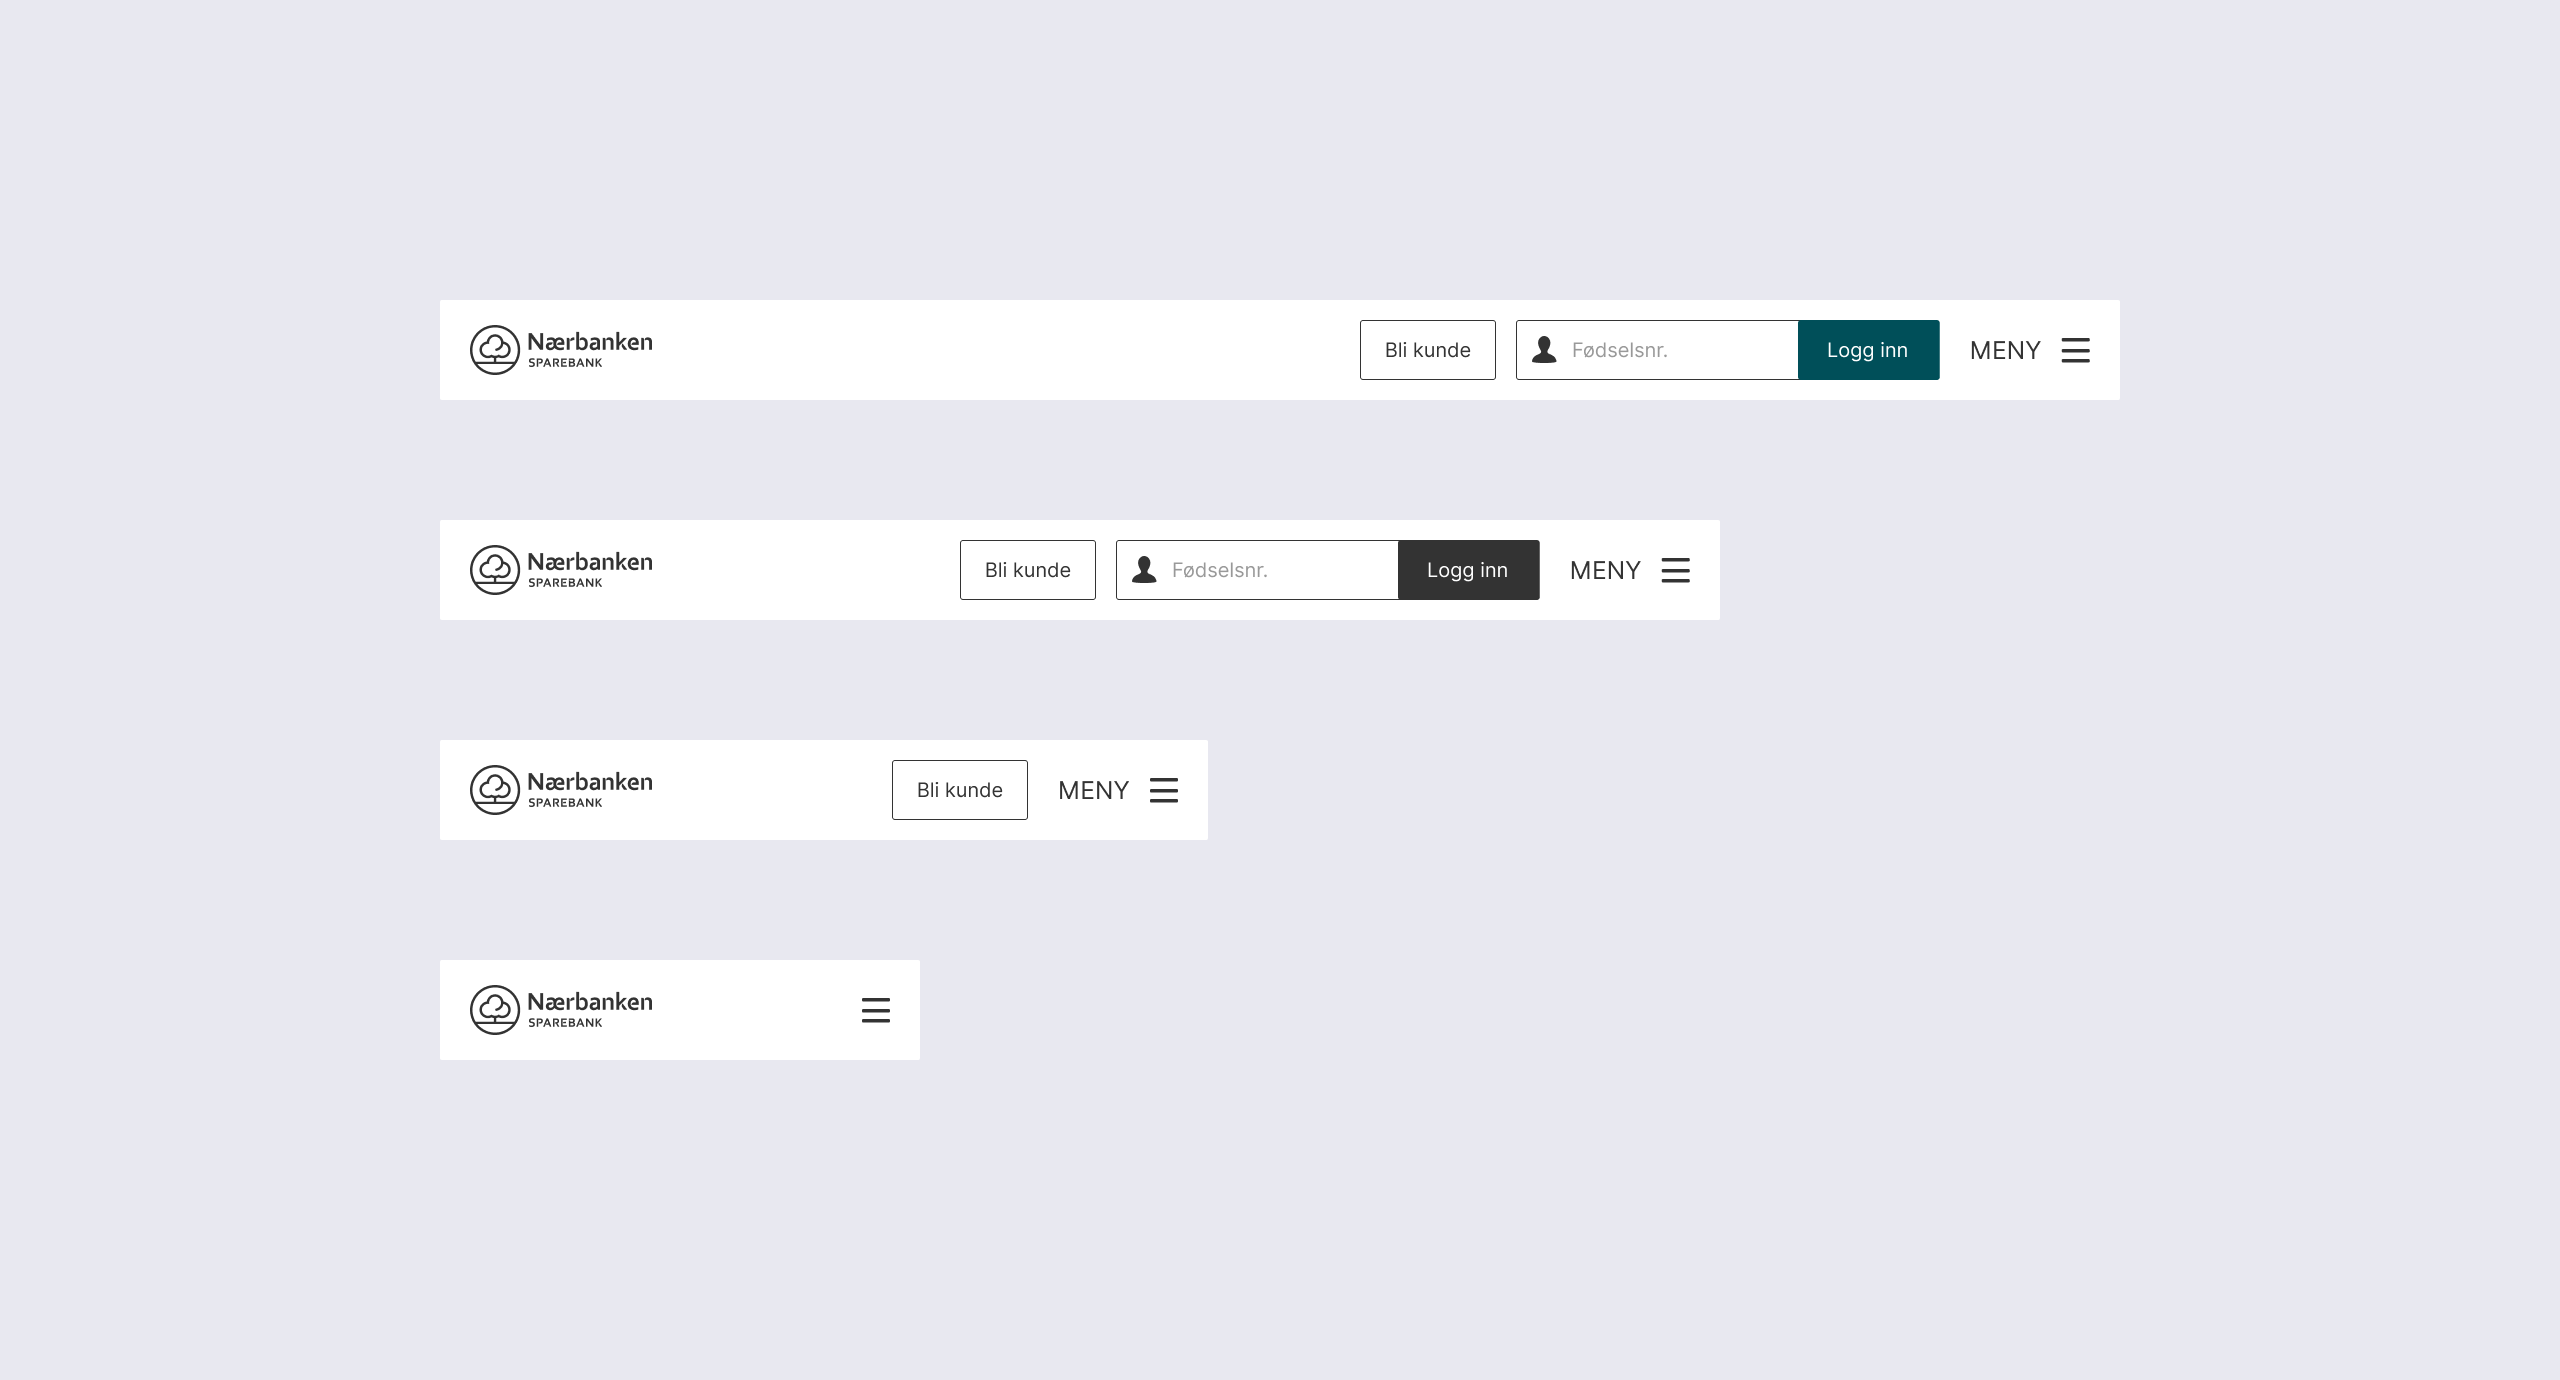 Nærbanken
SPAREBANK
Bli kunde
Fødselsnr.
Logg inn
MENY
Nærbanken
SPAREBANK
Bli kunde
Fødselsnr.
Logg inn
MENY
Nærbanken
SPAREBANK
Bli kunde
MENY
Nærbanken
SPAREBANK